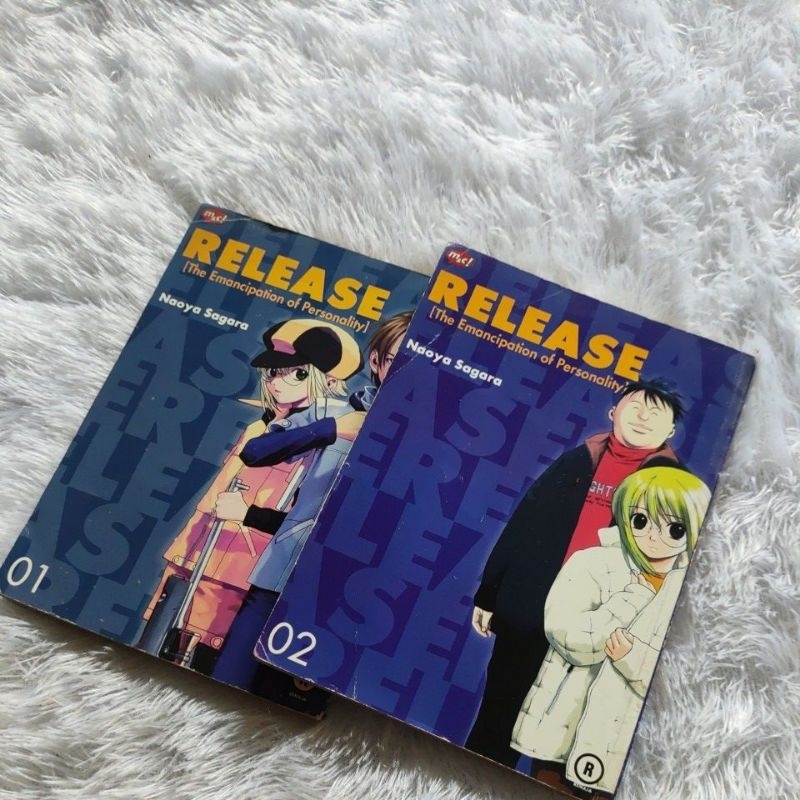 m&c!
RELEASE
[The Emancipation of Personality]
Naoya Sagara
01
m&c!
RELEASE
[The Emancipation of Personality]
Naoya Sagara
02
R